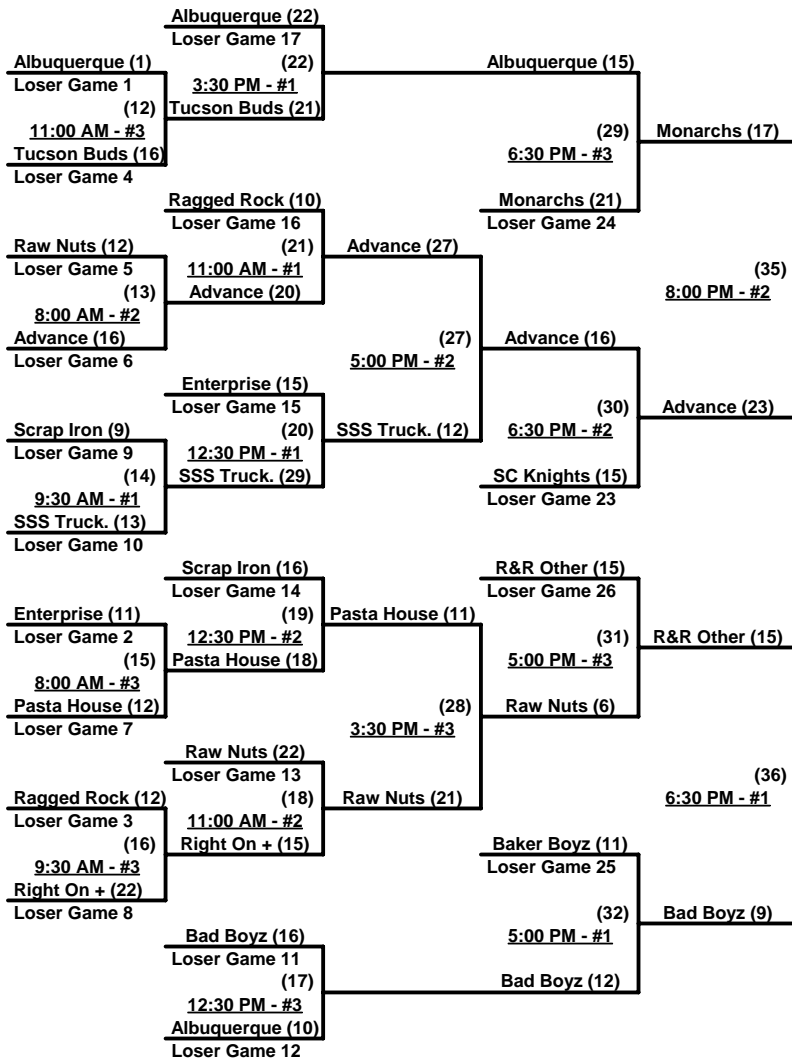 Albuquerque (22)
Loser Game 17
Albuquerque (1)
(22)
Albuquerque (15)
Loser Game 1
3:30 PM - #1
(12)
Tucson Buds (21)
11:00 AM - #3
(29)
Monarchs (17)
Tucson Buds (16)
6:30 PM - #3
Loser Game 4
Ragged Rock (10)
Monarchs (21)
Loser Game 16
Loser Game 24
Raw Nuts (12)
(21)
Advance (27)
Loser Game 5
11:00 AM - #1
(35)
(13)
Advance (20)
8:00 PM - #2
8:00 AM - #2
Advance (16)
(27)
Advance (16)
Loser Game 6
5:00 PM - #2
Enterprise (15)
Loser Game 15
(30)
Advance (23)
Scrap Iron (9)
(20)
SSS Truck. (12)
6:30 PM - #2
Loser Game 9
12:30 PM - #1
(14)
SSS Truck. (29)
SC Knights (15)
9:30 AM - #1
Loser Game 23
SSS Truck. (13)
Loser Game 10
Scrap Iron (16)
R&R Other (15)
Loser Game 14
Loser Game 26
Enterprise (11)
(19)
Pasta House (11)
Loser Game 2
12:30 PM - #2
(31)
R&R Other (15)
(15)
Pasta House (18)
5:00 PM - #3
8:00 AM - #3
Pasta House (12)
(28)
Raw Nuts (6)
Loser Game 7
3:30 PM - #3
Raw Nuts (22)
Loser Game 13
(36)
Ragged Rock (12)
(18)
Raw Nuts (21)
6:30 PM - #1
Loser Game 3
11:00 AM - #2
(16)
Right On + (15)
Baker Boyz (11)
9:30 AM - #3
Loser Game 25
Right On + (22)
Loser Game 8
(32)
Bad Boyz (9)
Bad Boyz (16)
5:00 PM - #1
Loser Game 11
(17)
Bad Boyz (12)
12:30 PM - #3
Albuquerque (10)
Loser Game 12